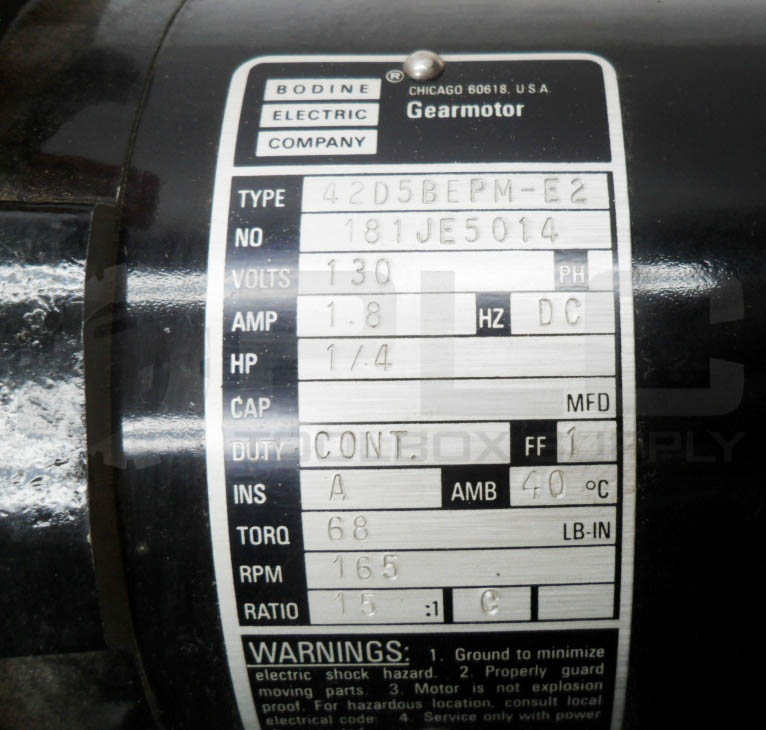 BODINE
ELECTRIC
COMPANY
®
CHICAGO 60618, U.S.A.
Gearmotor
TYPE 42D5BEPM-E2
NO 181JE5014
VOLTS 130 PH
AMP 1.8 HZ DC
HP 1/4
CAP MFD
DUTY CONT. FF 1
INS A AMB 40 °C
TORQ 68 LB-IN
RPM 165
RATIO 15 :1 C
WARNINGS: 1. Ground to minimize
electric shock hazard. 2. Properly guard
moving parts. 3. Motor is not explosion
proof. For hazardous location, consult local
electrical code. 4. Service only with power
PLC